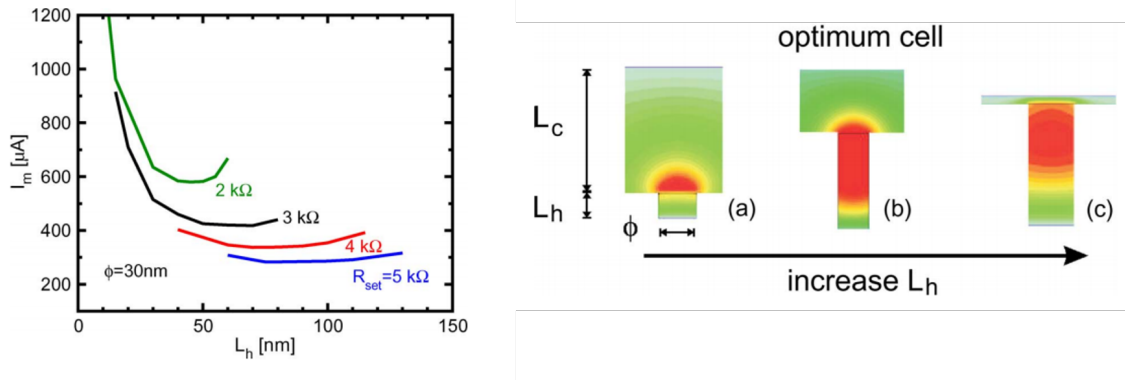 1200
1000
800
600
400
200
I_m [μA]
2 kΩ
3 kΩ
4 kΩ
R_set=5 kΩ
ϕ=30nm
0
50
100
150
L_h [nm]
optimum cell
L_c
L_h
ϕ
(a)
(b)
(c)
increase L_h